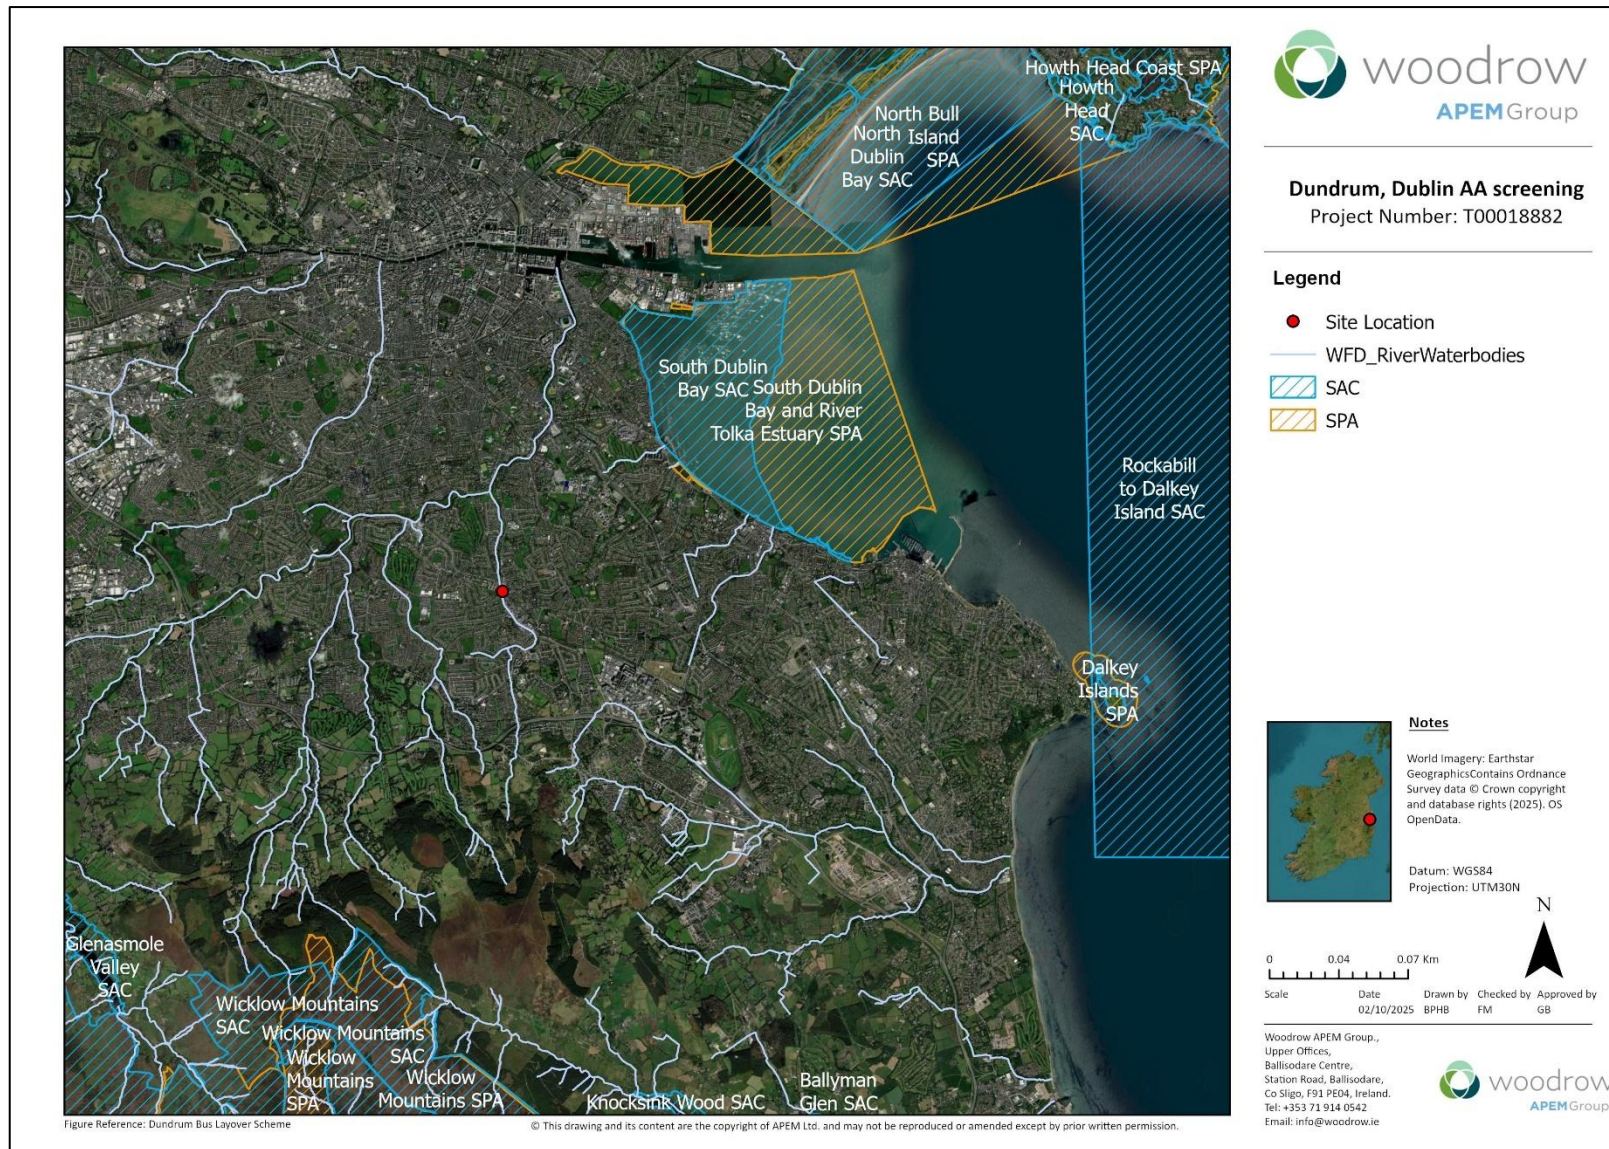 Howth Head Coast SPA
Howth
Head
SAC
North Bull
Island
SPA
North
Dublin
Bay SAC
South Dublin
Bay SAC
South Dublin
Bay and River
Tolka Estuary SPA
Rockabill
to Dalkey
Island SAC
Dalkey
Islands
SPA
Glenasmole
Valley
SAC
Wicklow Mountains
SAC
Wicklow Mountains
SAC
Wicklow
Mountains
SPA
Wicklow
Mountains SPA
Knocksink Wood SAC
Ballyman
Glen SAC
Figure Reference: Dundrum Bus Layover Scheme
© This drawing and its content are the copyright of APEM Ltd. and may not be reproduced or amended except by prior written permission.
woodrow
APEM Group
Dundrum, Dublin AA screening
Project Number: T00018882
Legend
Site Location
WFD_RiverWaterbodies
SAC
SPA
Notes
World Imagery: Earthstar
GeographicsContains Ordnance
Survey data © Crown copyright
and database rights (2025). OS
OpenData.
Datum: WGS84
Projection: UTM30N
N
0 0.04 0.07 Km
Scale Date Drawn by Checked by Approved by
02/10/2025 BPHB FM GB
Woodrow APEM Group.,
Upper Offices,
Ballisodare Centre,
Station Road, Ballisodare,
Co Sligo, F91 PE04, Ireland.
Tel: +353 71 914 0542
Email: info@woodrow.ie
woodrow
APEM Group